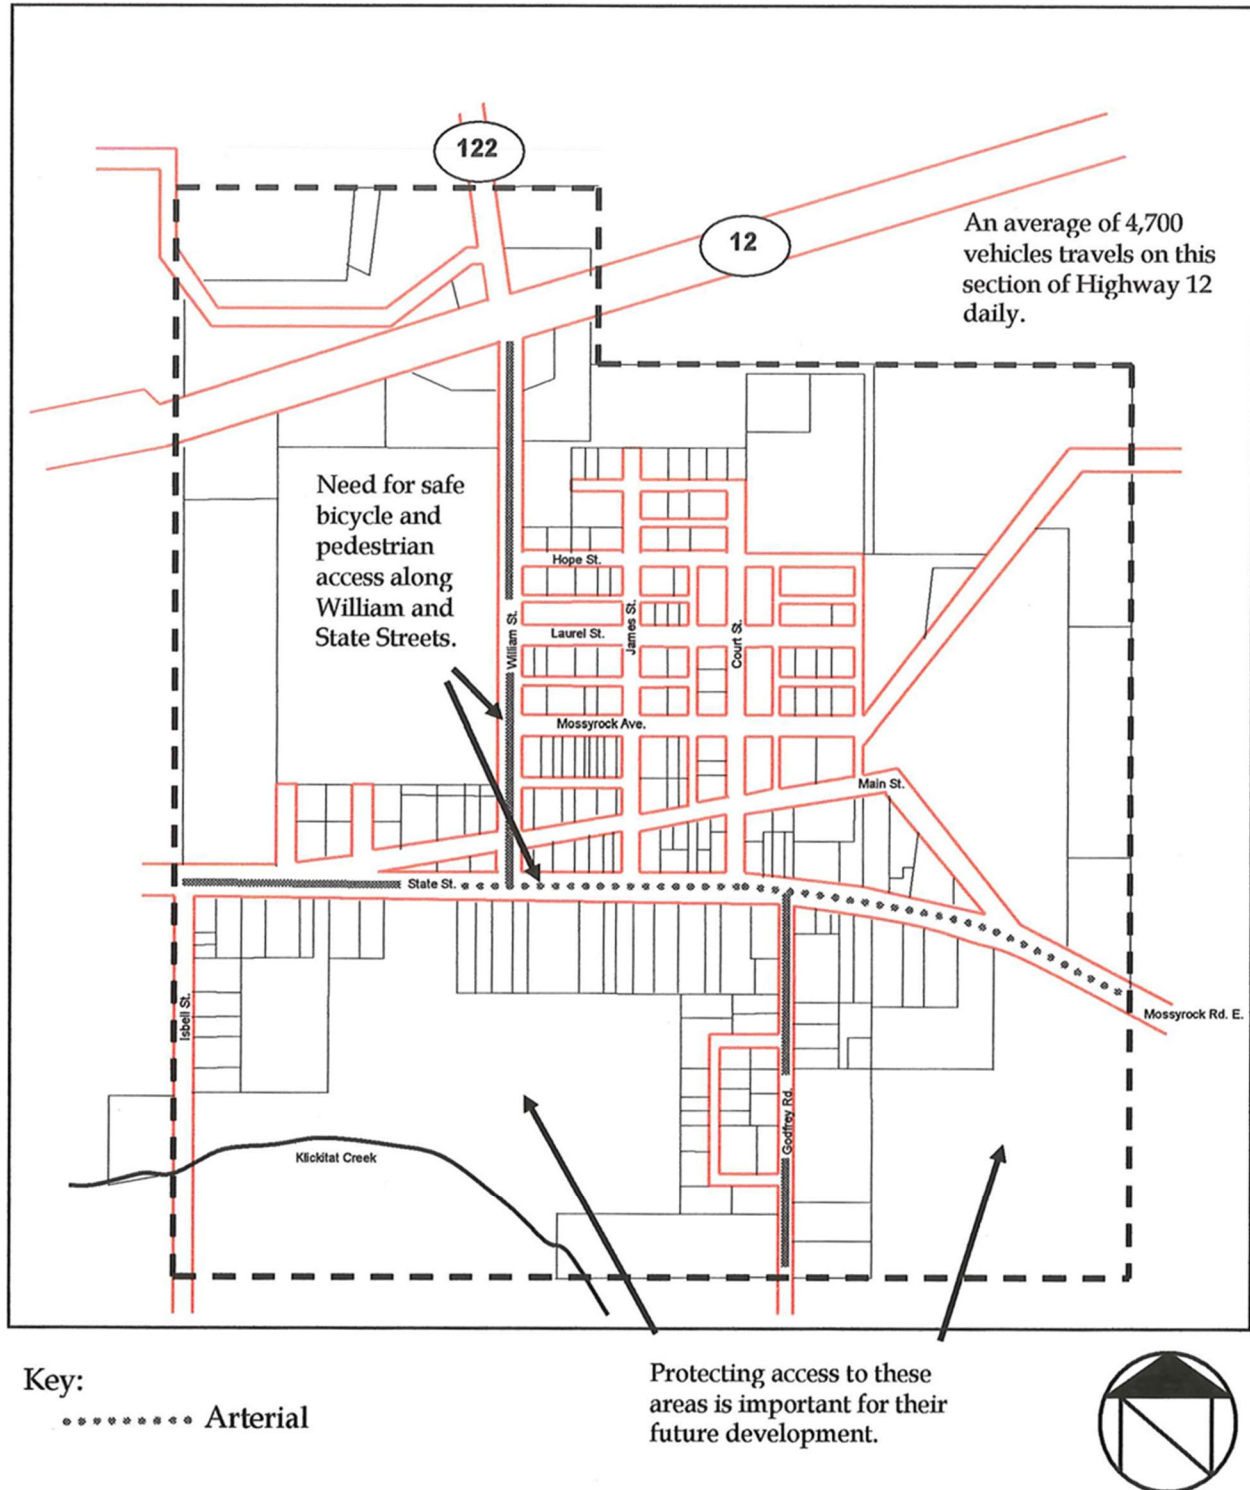 122
12
An average of 4,700
vehicles travels on this
section of Highway 12
daily.
Need for safe
bicycle and
pedestrian
access along
William and
State Streets.
Hope St.
William St.
James St.
Laurel St.
Court St.
Mossyrock Ave.
Main St.
State St.
Isbell St.
Mossyrock Rd. E.
Godfrey Rd.
Klickitat Creek
Key:
Arterial
Protecting access to these
areas is important for their
future development.
N